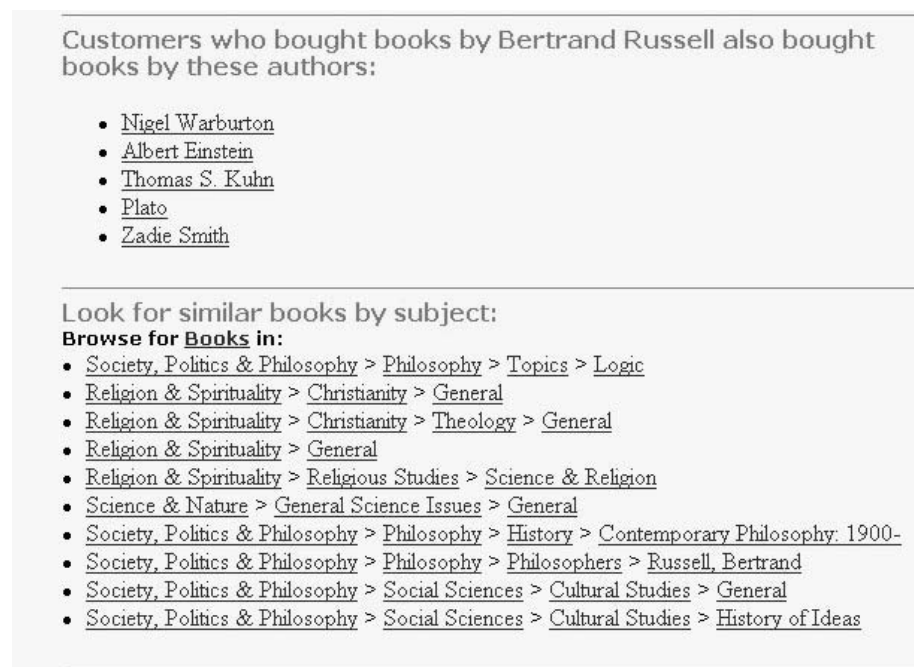 Customers who bought books by Bertrand Russell also bought
books by these authors:
• Nigel Warburton
• Albert Einstein
• Thomas S. Kuhn
• Plato
• Zadie Smith
Look for similar books by subject:
Browse for Books in:
• Society, Politics & Philosophy > Philosophy > Topics > Logic
• Religion & Spirituality > Christianity > General
• Religion & Spirituality > Christianity > Theology > General
• Religion & Spirituality > General
• Religion & Spirituality > Religious Studies > Science & Religion
• Science & Nature > General Science Issues > General
• Society, Politics & Philosophy > Philosophy > History > Contemporary Philosophy: 1900-
• Society, Politics & Philosophy > Philosophy > Philosophers > Russell, Bertrand
• Society, Politics & Philosophy > Social Sciences > Cultural Studies > General
• Society, Politics & Philosophy > Social Sciences > Cultural Studies > History of Ideas